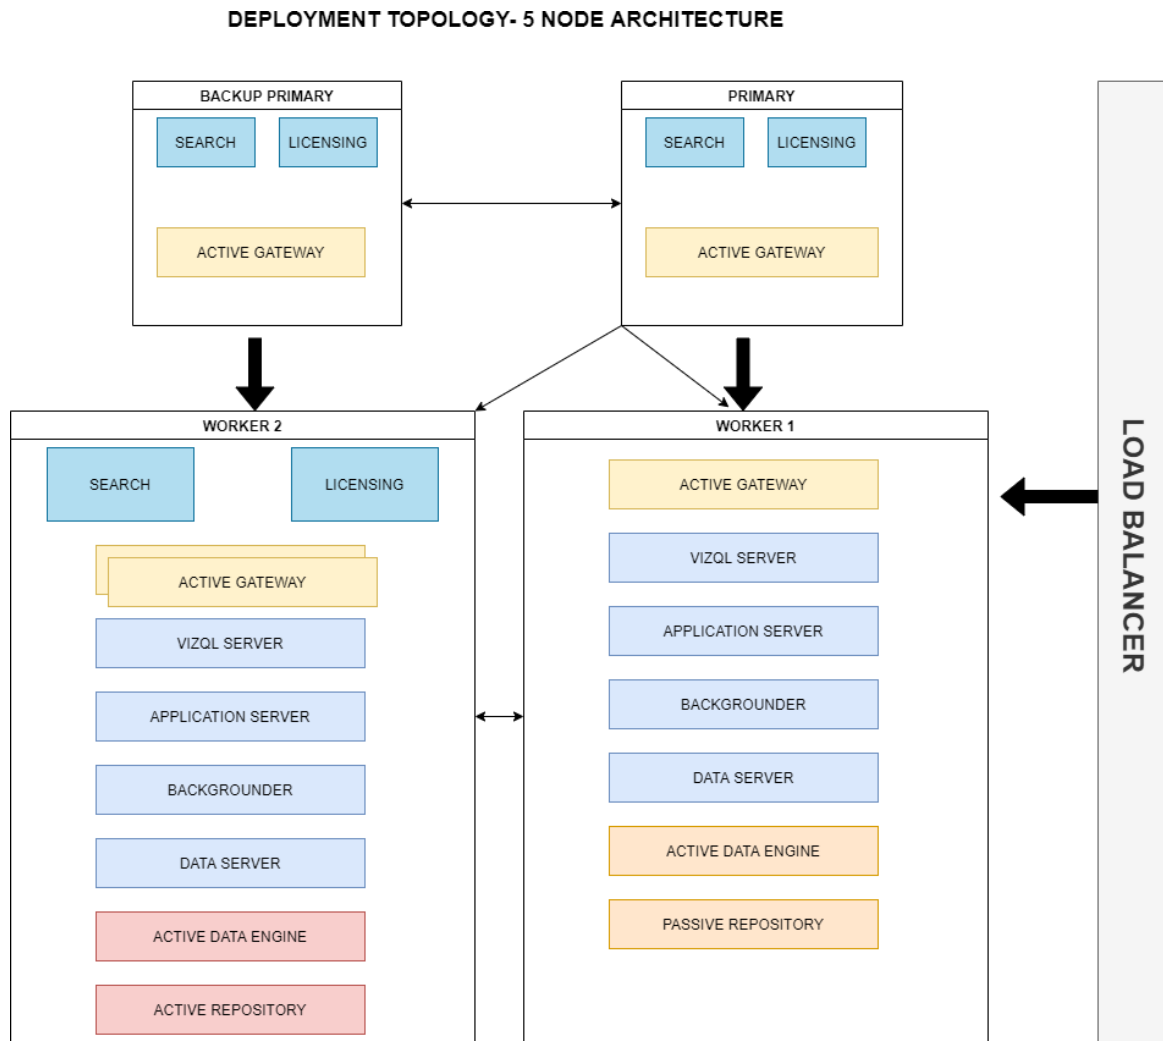 DEPLOYMENT TOPOLOGY- 5 NODE ARCHITECTURE
BACKUP PRIMARY
SEARCH
LICENSING
ACTIVE GATEWAY
PRIMARY
SEARCH
LICENSING
ACTIVE GATEWAY
WORKER 2
SEARCH
LICENSING
ACTIVE GATEWAY
VIZQL SERVER
APPLICATION SERVER
BACKGROUNDER
DATA SERVER
ACTIVE DATA ENGINE
ACTIVE REPOSITORY
WORKER 1
ACTIVE GATEWAY
VIZQL SERVER
APPLICATION SERVER
BACKGROUNDER
DATA SERVER
ACTIVE DATA ENGINE
PASSIVE REPOSITORY
LOAD BALANCER